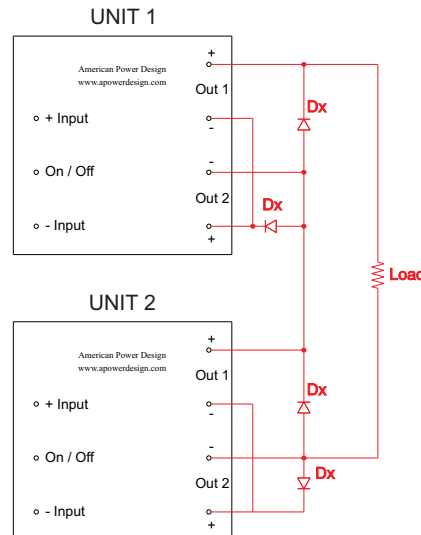 UNIT 1
+
American Power Design
www.apowerdesign.com
Out 1
Dx
+ Input
-
On / Off
-
Out 2
Dx
- Input
+
Load
UNIT 2
+
American Power Design
www.apowerdesign.com
Out 1
+ Input
-
Dx
On / Off
-
Out 2
Dx
- Input
+